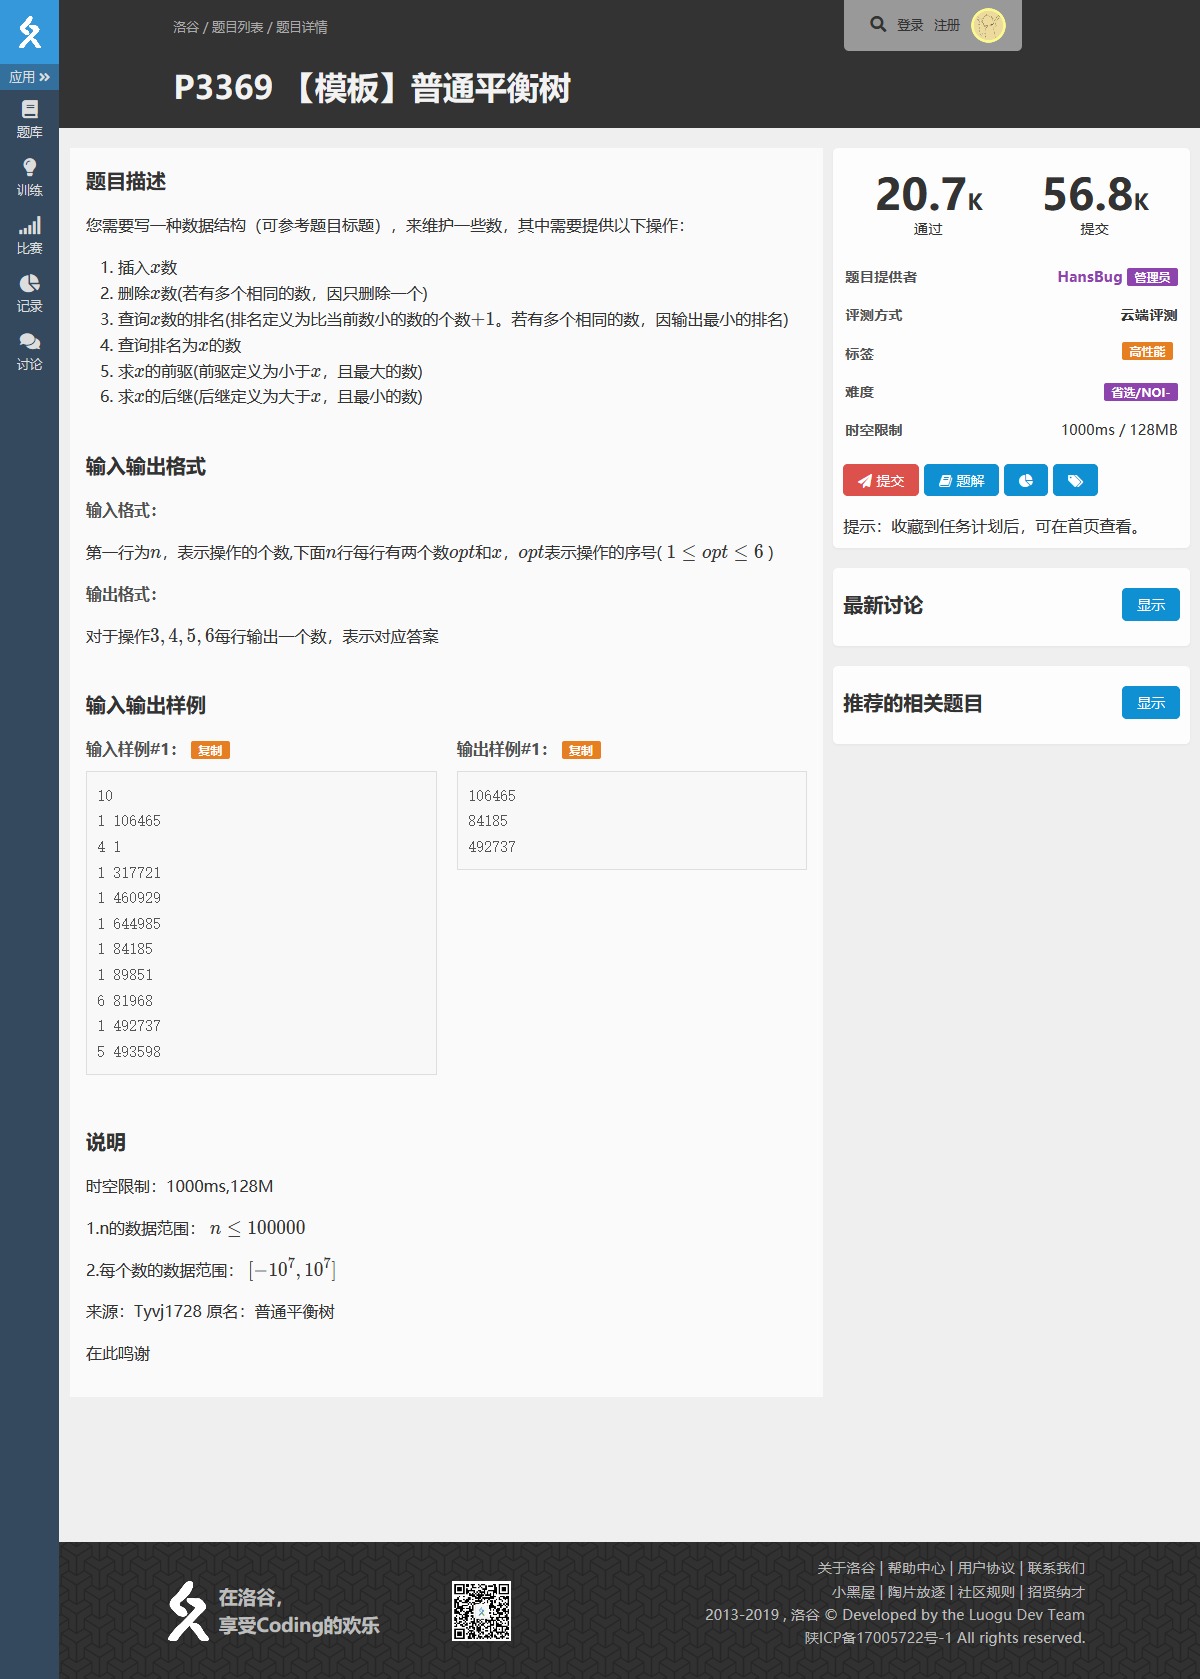 洛谷 / 题目列表 / 题目详情
登录 注册
P3369 【模板】普通平衡树
应用
题库
训练
比赛
记录
讨论
题目描述
您需要写一种数据结构（可参考题目标题），来维护一些数，其中需要提供以下操作：
1. 插入x数
2. 删除x数(若有多个相同的数，因只删除一个)
3. 查询x数的排名(排名定义为比当前数小的数的个数+1。若有多个相同的数，因输出最小的排名)
4. 查询排名为x的数
5. 求x的前驱(前驱定义为小于x，且最大的数)
6. 求x的后继(后继定义为大于x，且最小的数)
输入输出格式
输入格式：
第一行为n，表示操作的个数,下面n行每行有两个数opt和x，opt表示操作的序号( 1 ≤ opt ≤ 6 )
输出格式：
对于操作3, 4, 5, 6每行输出一个数，表示对应答案
输入输出样例
输入样例#1： 复制
10
1 106465
4 1
1 317721
1 460929
1 644985
1 84185
1 89851
6 81968
1 492737
5 493598
输出样例#1： 复制
106465
84185
492737
说明
时空限制：1000ms,128M
1.n的数据范围： n ≤ 100000
2.每个数的数据范围： [−10⁷, 10⁷]
来源：Tyvj1728 原名：普通平衡树
在此鸣谢
20.7K 56.8K
通过 提交
题目提供者 HansBug 管理员
评测方式 云端评测
标签 高性能
难度 省选/NOI-
时空限制 1000ms / 128MB
提交 题解
提示：收藏到任务计划后，可在首页查看。
最新讨论 显示
推荐的相关题目 显示
在洛谷，
享受Coding的欢乐
关于洛谷 | 帮助中心 | 用户协议 | 联系我们
小黑屋 | 陶片放逐 | 社区规则 | 招贤纳才
2013-2019 , 洛谷 © Developed by the Luogu Dev Team
陕ICP备17005722号-1 All rights reserved.